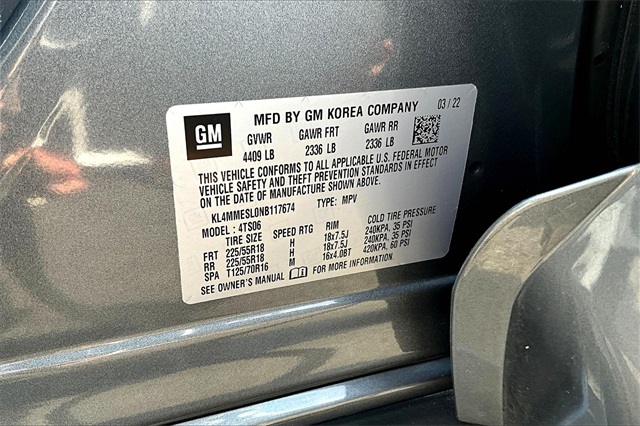 GM
MFD BY GM KOREA COMPANY 03/22
GVWR GAWR FRT GAWR RR
4409 LB 2336 LB 2336 LB
THIS VEHICLE CONFORMS TO ALL APPLICABLE U.S. FEDERAL MOTOR
VEHICLE SAFETY AND THEFT PREVENTION STANDARDS IN EFFECT
ON THE DATE OF MANUFACTURE SHOWN ABOVE.
KL4MMESL0NB117674 TYPE: MPV
MODEL: 4TS06
TIRE SIZE SPEED RTG RIM COLD TIRE PRESSURE
FRT 225/55R18 H 18x7.5J 240KPA, 35 PSI
RR 225/55R18 H 18x7.5J 240KPA, 35 PSI
SPA T125/70R16 M 16x4.0BT 420KPA, 60 PSI
SEE OWNER'S MANUAL FOR MORE INFORMATION.